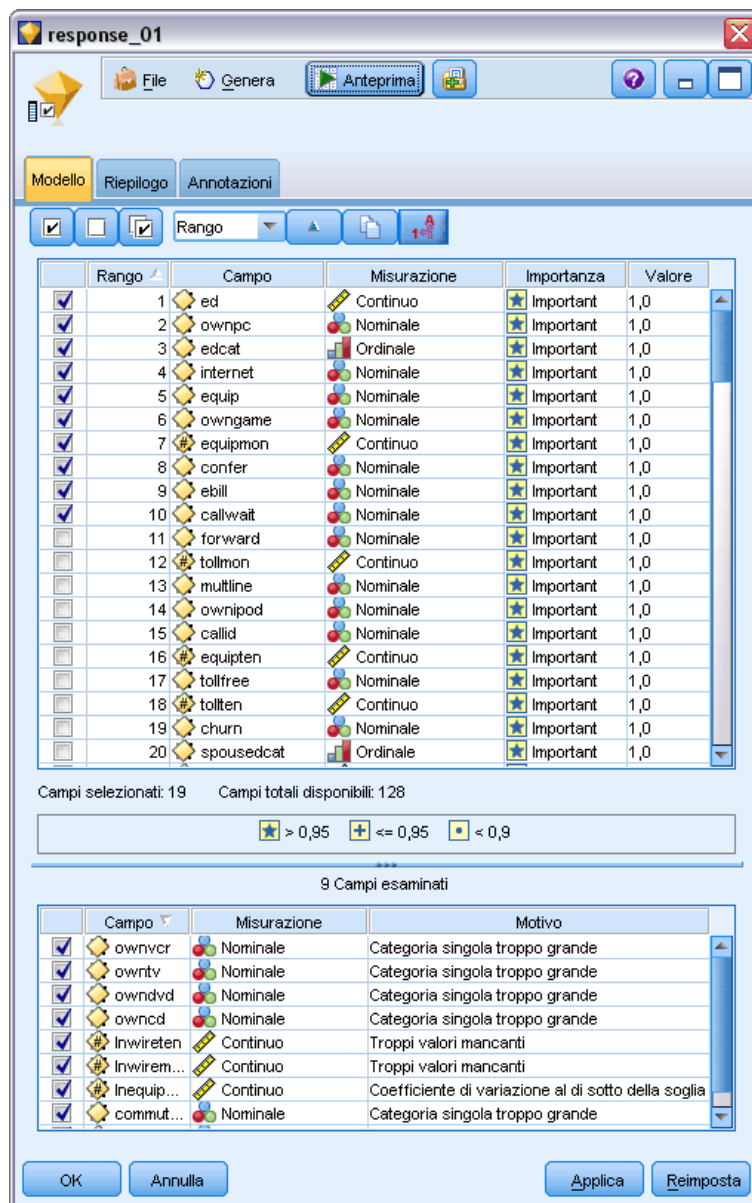 response_01
File Genera Anteprima
Modello Riepilogo Annotazioni
Rango
Rango Campo Misurazione Importanza Valore
1 ed Continuo Important 1,0
2 ownpc Nominale Important 1,0
3 edcat Ordinale Important 1,0
4 internet Nominale Important 1,0
5 equip Nominale Important 1,0
6 owngame Nominale Important 1,0
7 equipmon Continuo Important 1,0
8 confer Nominale Important 1,0
9 ebill Nominale Important 1,0
10 callwait Nominale Important 1,0
11 forward Nominale Important 1,0
12 tollmon Continuo Important 1,0
13 multline Nominale Important 1,0
14 ownipod Nominale Important 1,0
15 callid Nominale Important 1,0
16 equipten Continuo Important 1,0
17 tollfree Nominale Important 1,0
18 tollten Continuo Important 1,0
19 churn Nominale Important 1,0
20 spousedcat Ordinale Important 1,0
Campi selezionati: 19 Campi totali disponibili: 128
> 0,95 <= 0,95 < 0,9
9 Campi esaminati
Campo Misurazione Motivo
ownvcr Nominale Categoria singola troppo grande
owntv Nominale Categoria singola troppo grande
owndvd Nominale Categoria singola troppo grande
owncd Nominale Categoria singola troppo grande
lnwireten Continuo Troppi valori mancanti
lnwirem... Continuo Troppi valori mancanti
lnequip... Continuo Coefficiente di variazione al di sotto della soglia
commut... Nominale Categoria singola troppo grande
OK Annulla Applica Reimposta